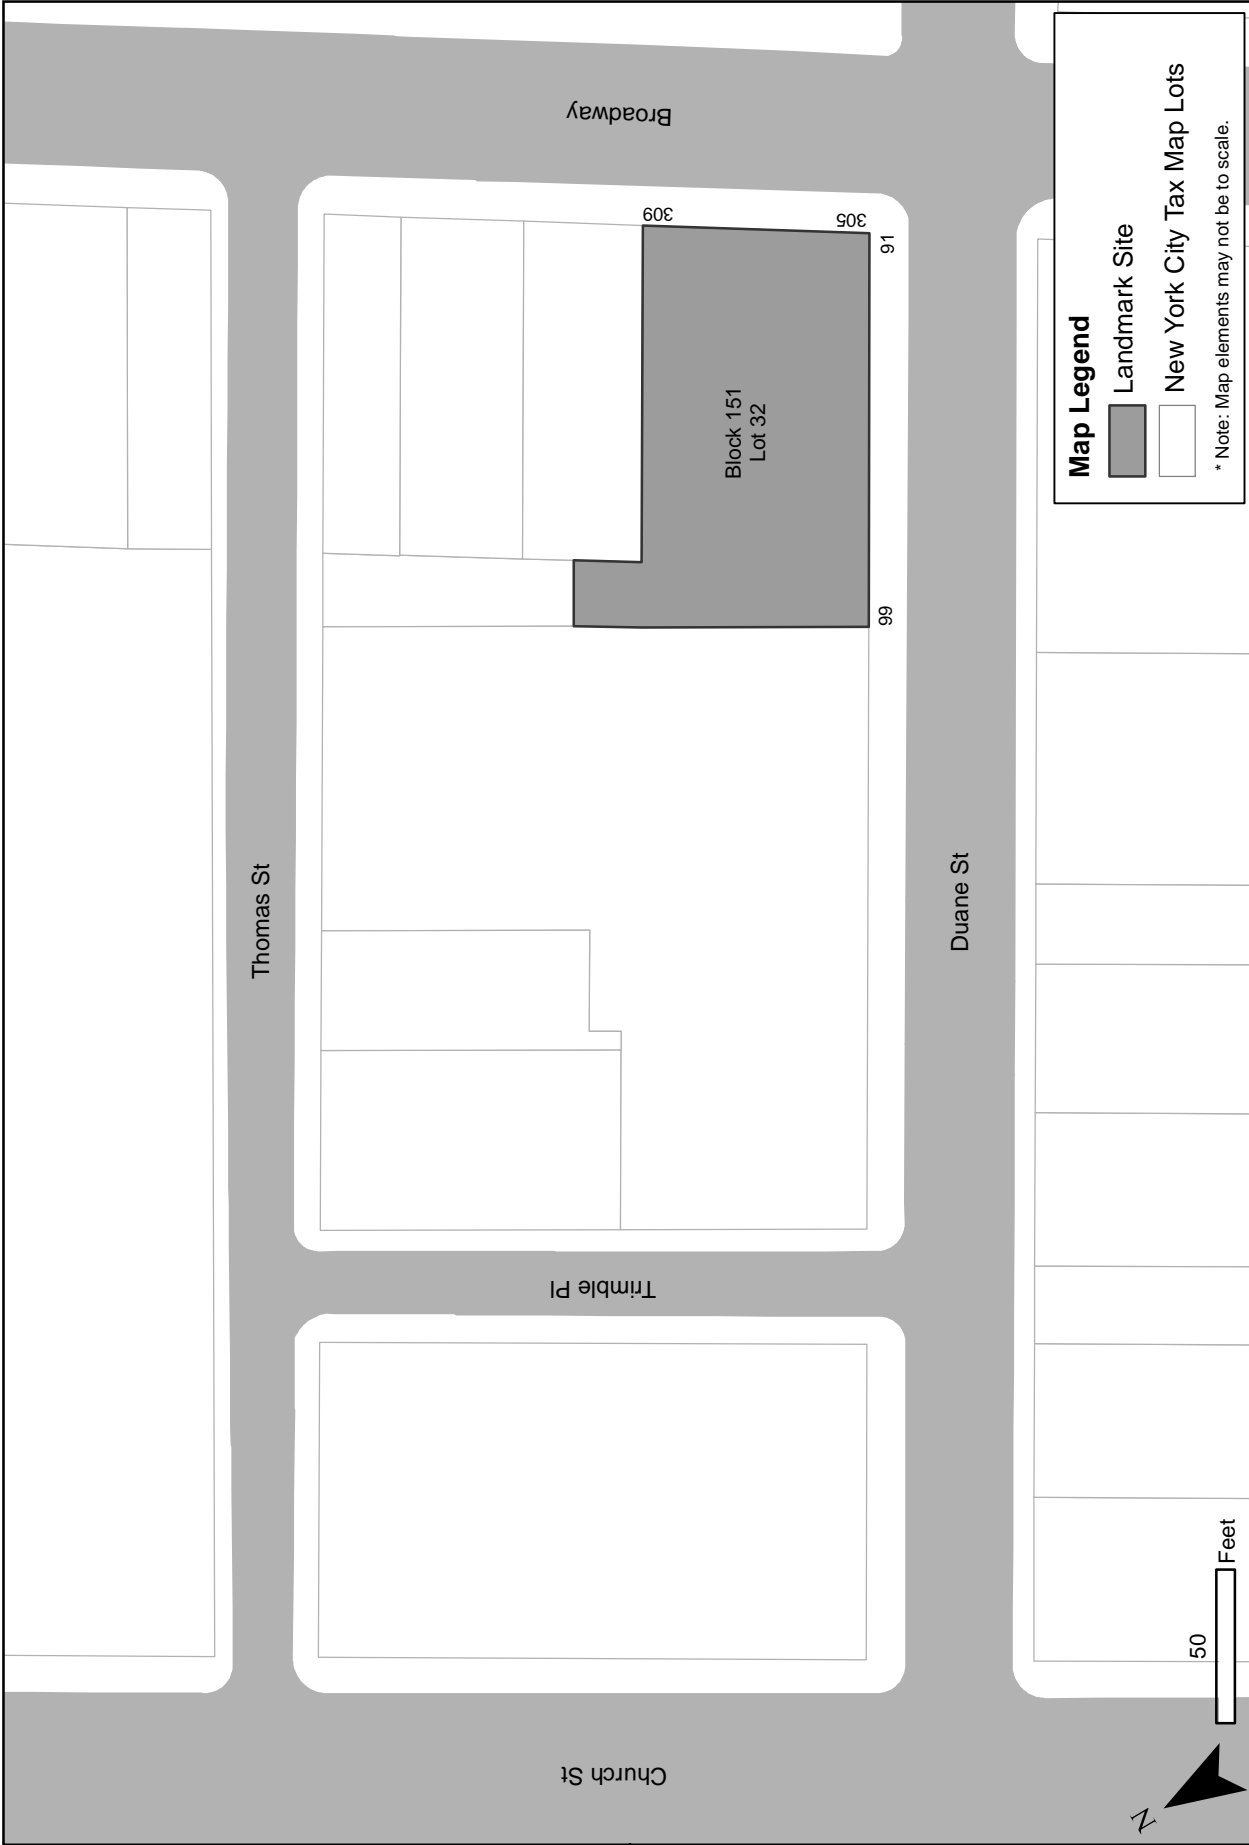 Broadway
Thomas St
Duane St
Trimble Pl
Church St
309
305
91
99
Block 151
Lot 32
Map Legend
Landmark Site
New York City Tax Map Lots
* Note: Map elements may not be to scale.
50
Feet
N